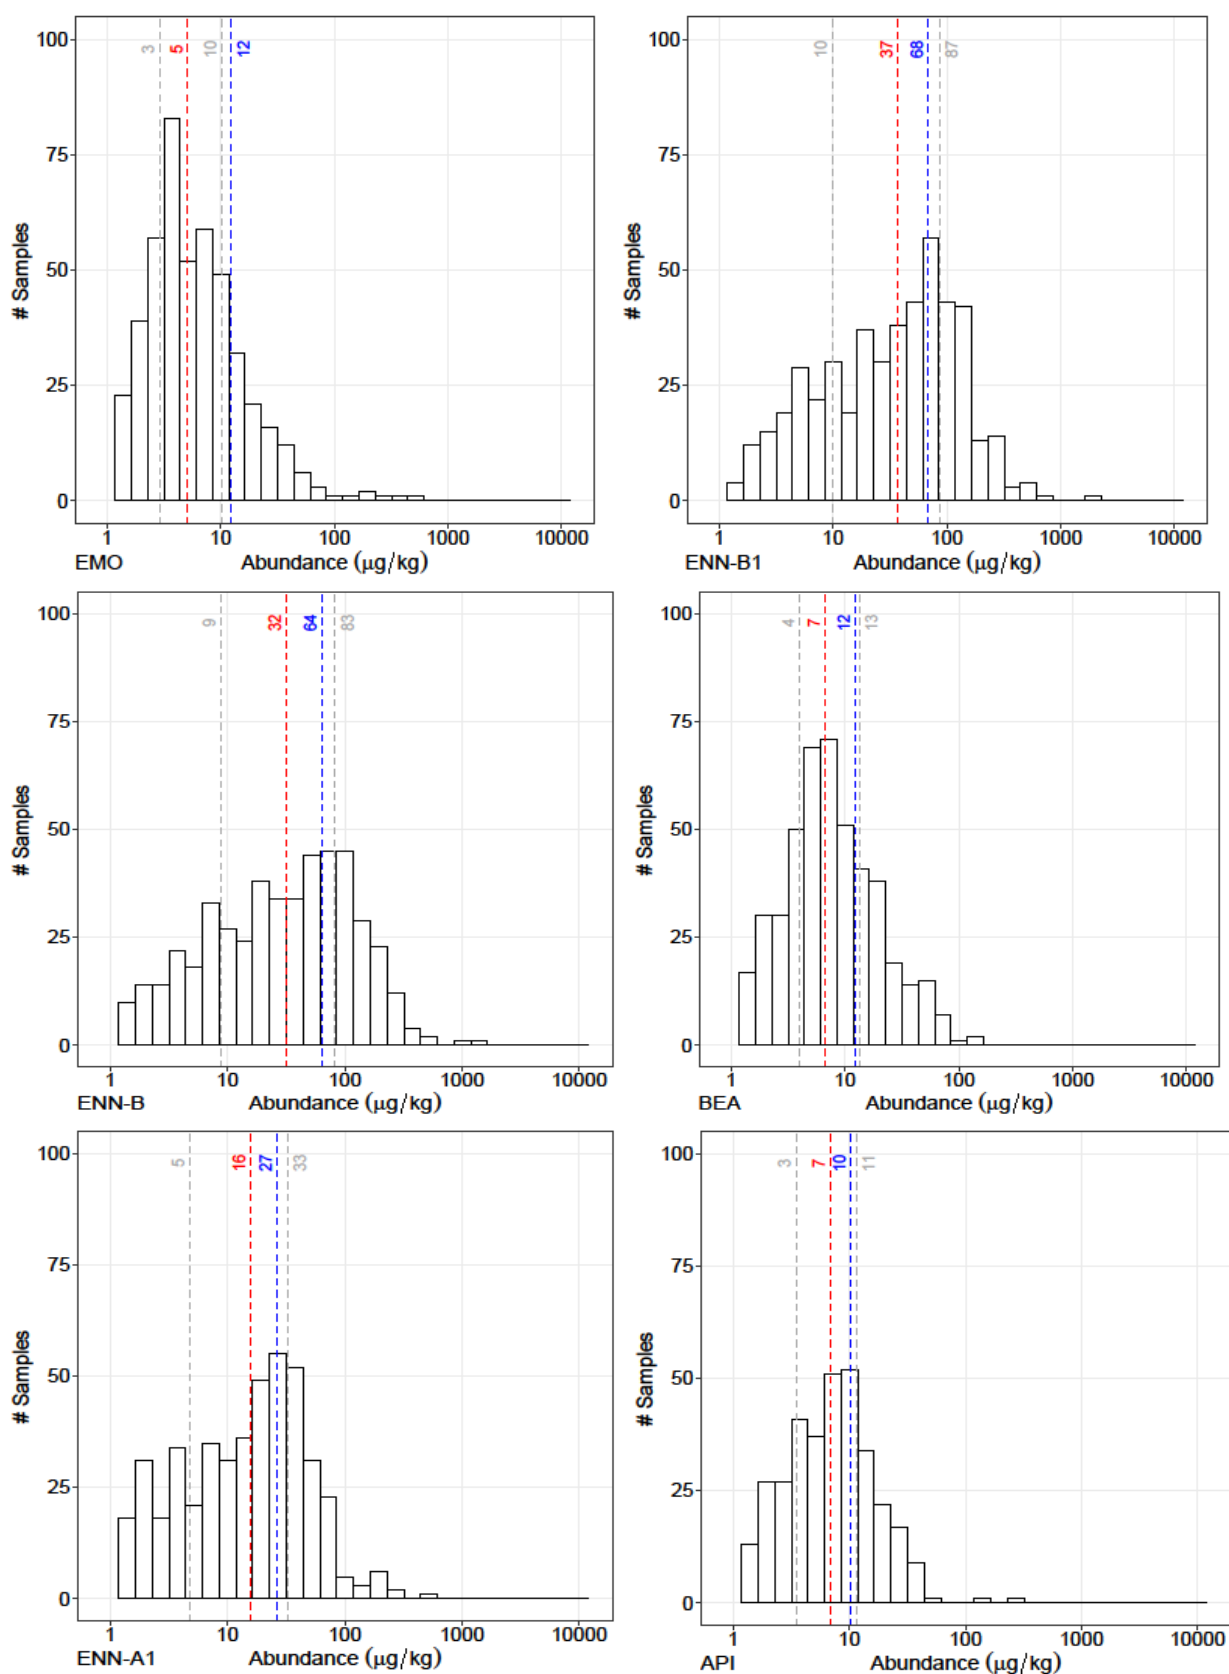 3 5 10 12
100
75
50
25
0
# Samples
1 10 100 1000 10000
EMO Abundance (μg/kg)
10 37 68 87
100
75
50
25
0
# Samples
1 10 100 1000 10000
ENN-B1 Abundance (μg/kg)
9 32 64 83
100
75
50
25
0
# Samples
1 10 100 1000 10000
ENN-B Abundance (μg/kg)
4 7 12 13
100
75
50
25
0
# Samples
1 10 100 1000 10000
BEA Abundance (μg/kg)
5 16 27 33
100
75
50
25
0
# Samples
1 10 100 1000 10000
ENN-A1 Abundance (μg/kg)
3 7 10 11
100
75
50
25
0
# Samples
1 10 100 1000 10000
API Abundance (μg/kg)